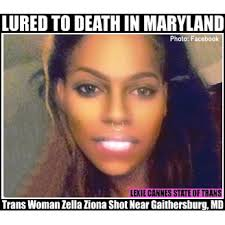 LURED TO DEATH IN MARYLAND
Photo: Facebook
LEXIE CANNES STATE OF TRANS
Trans Woman Zella Ziona Shot Near Gaithersburg, MD